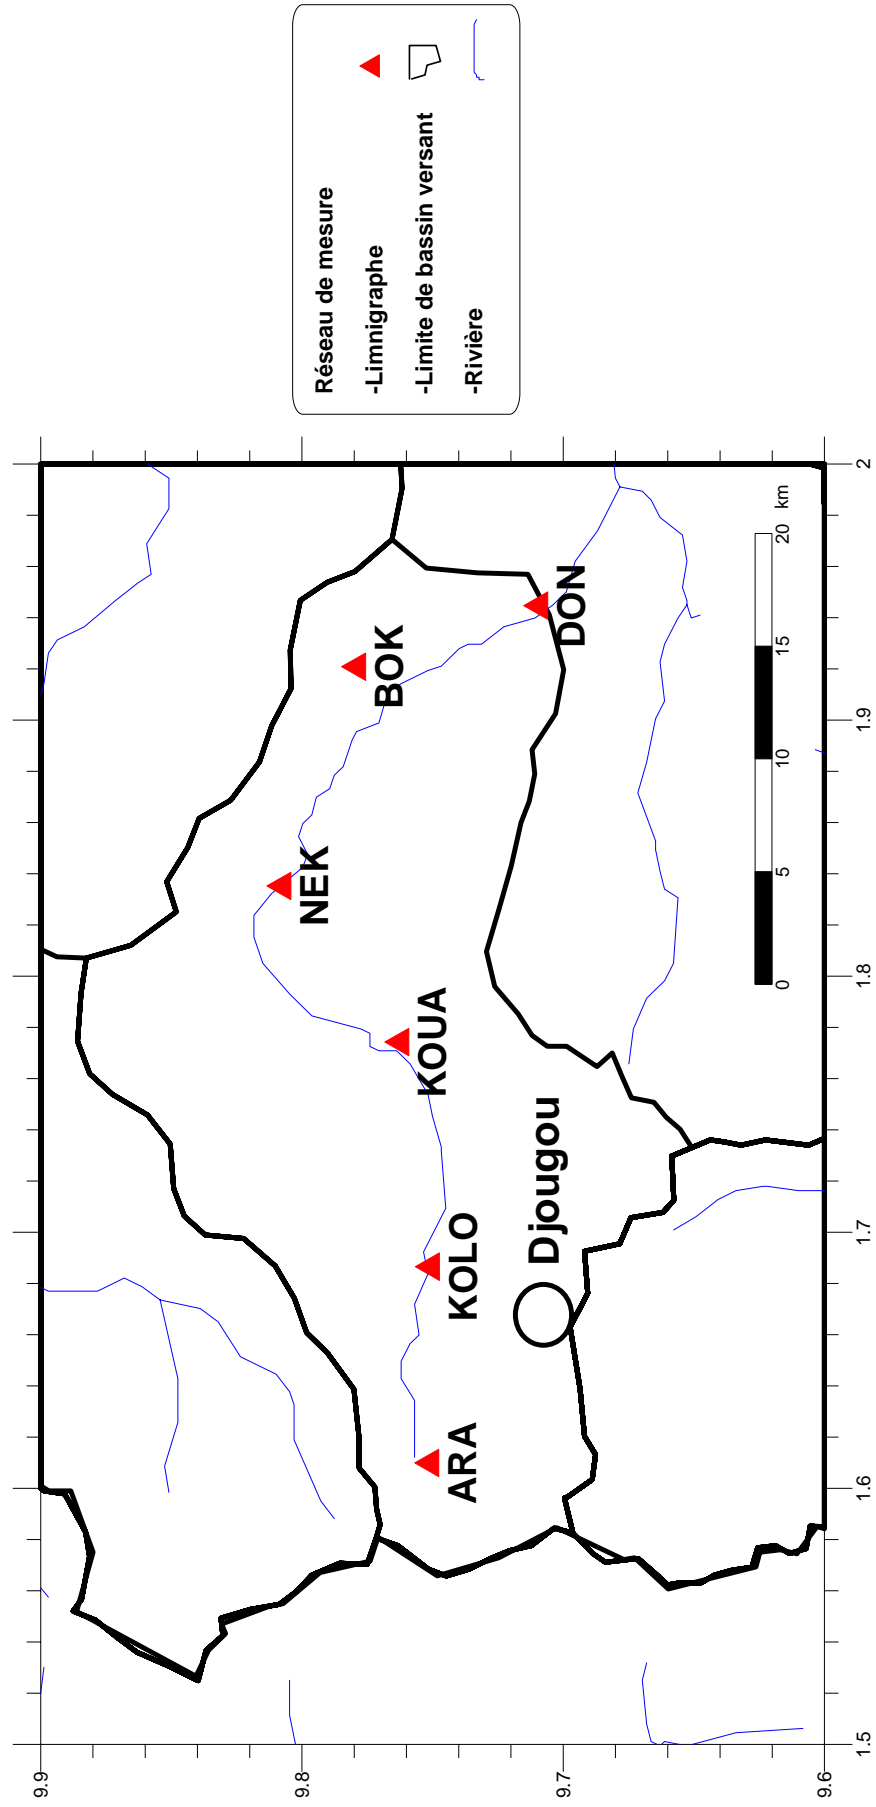 Réseau de mesure
-Limnigraphe
-Limite de bassin versant
-Rivière
9.9
9.8
9.7
9.6
1.5
1.6
1.7
1.8
1.9
2
ARA
KOLO
KOUA
NEK
BOK
DON
Djougou
0
5
10
15
20
km